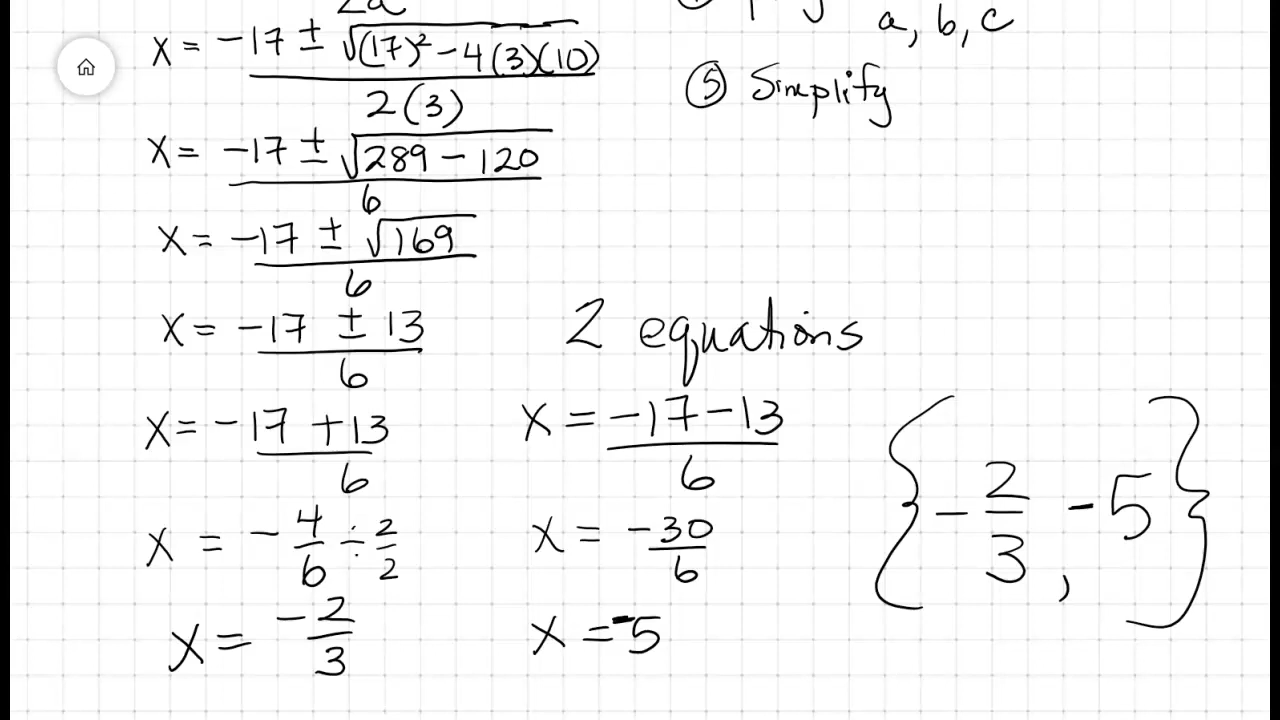 2a
x = -17 ± √(17)² - 4(3)(10)
2(3)
x = -17 ± √289 - 120
6
x = -17 ± √169
6
x = -17 ± 13
6
x = -17 + 13
6
x = - 4/6 ÷ 2/2
x = -2/3
2 equations
x = -17 - 13
6
x = -30/6
x = -5
a, b, c
⑤ Simplify
{ - 2/3, -5 }